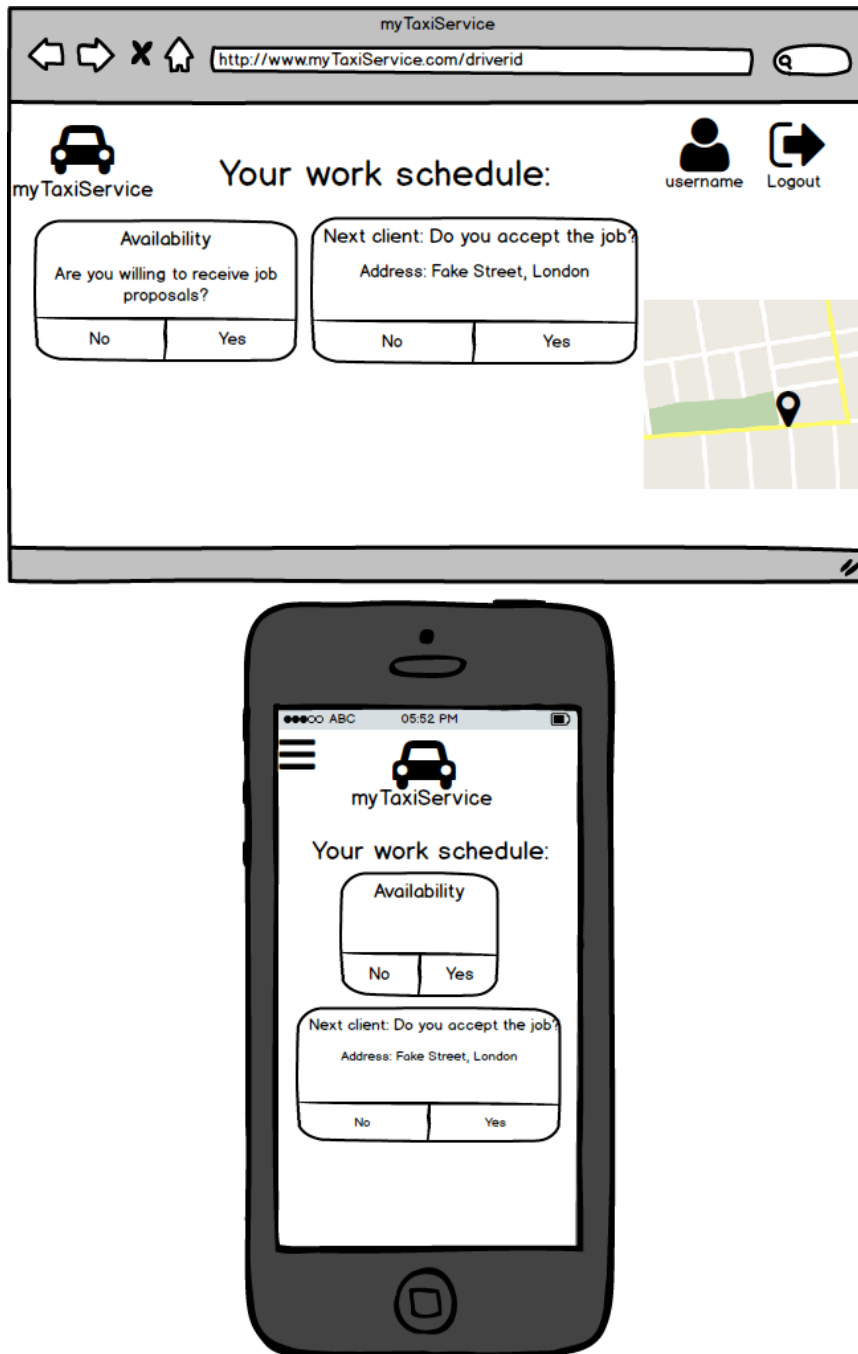 myTaxiService
http://www.myTaxiService.com/driverid
myTaxiService
Your work schedule:
username
Logout
Availability
Are you willing to receive job
proposals?
No
Yes
Next client: Do you accept the job?
Address: Fake Street, London
No
Yes
ABC
05:52 PM
myTaxiService
Your work schedule:
Availability
No
Yes
Next client: Do you accept the job?
Address: Fake Street, London
No
Yes